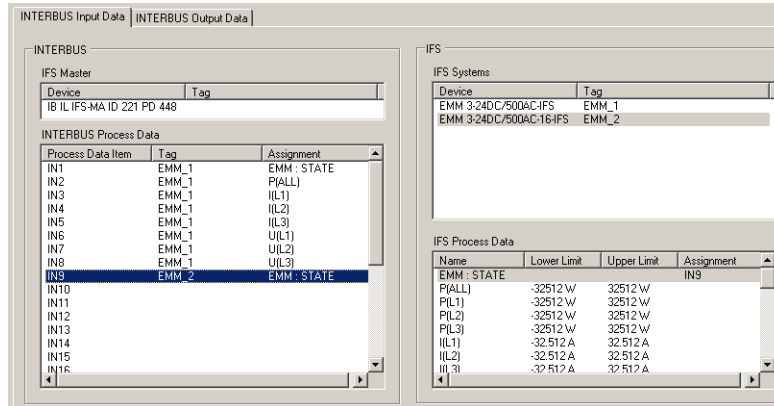 INTERBUS Input Data INTERBUS Output Data
INTERBUS
IFS Master
Device Tag
IB IL IFS-MA ID 221 PD 448
INTERBUS Process Data
Process Data Item Tag Assignment
IN1 EMM_1 EMM : STATE
IN2 EMM_1 P(ALL)
IN3 EMM_1 I(L1)
IN4 EMM_1 I(L2)
IN5 EMM_1 I(L3)
IN6 EMM_1 U(L1)
IN7 EMM_1 U(L2)
IN8 EMM_1 U(L3)
IN9 EMM_2 EMM : STATE
IN10
IN11
IN12
IN13
IN14
IN15
IN16
IFS
IFS Systems
Device Tag
EMM 3-24DC/500AC-IFS EMM_1
EMM 3-24DC/500AC-16-IFS EMM_2
IFS Process Data
Name Lower Limit Upper Limit Assignment
EMM : STATE IN9
P(ALL) -32512 W 32512 W
P(L1) -32512 W 32512 W
P(L2) -32512 W 32512 W
P(L3) -32512 W 32512 W
I(L1) -32.512 A 32.512 A
I(L2) -32.512 A 32.512 A
I(L3) -32.512 A 32.512 A